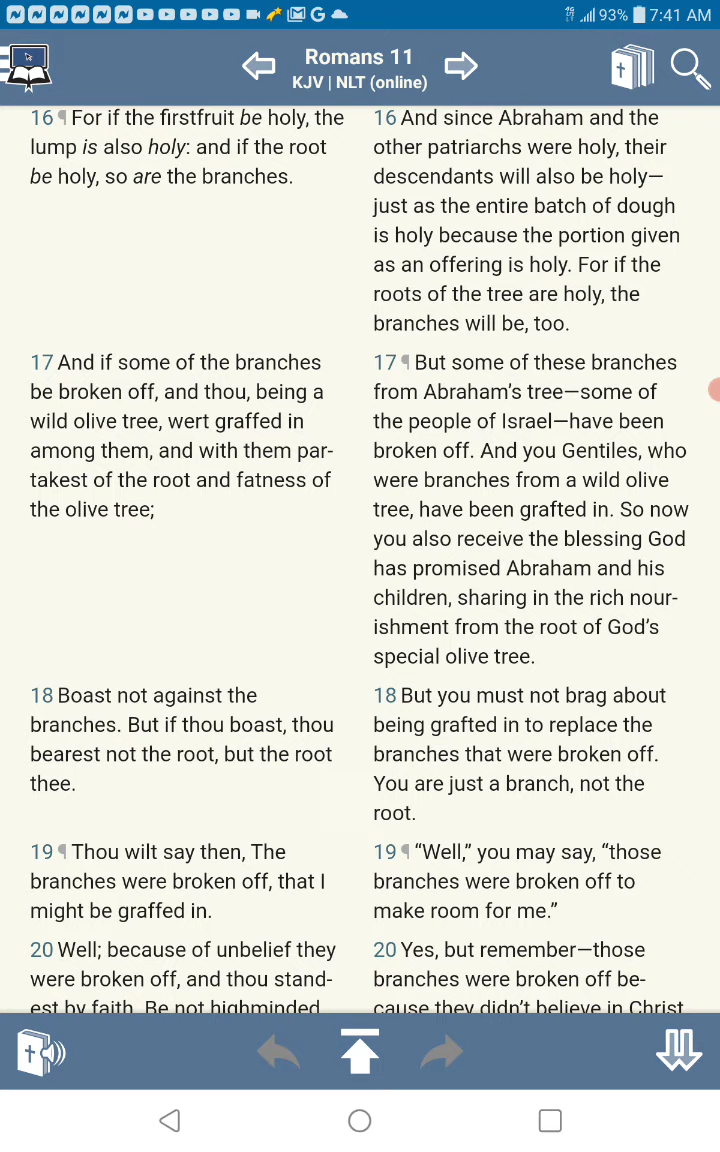 93% 7:41 AM
Romans 11
KJV | NLT (online)
16 ¶ For if the firstfruit be holy, the
lump is also holy: and if the root
be holy, so are the branches.
16 And since Abraham and the
other patriarchs were holy, their
descendants will also be holy—
just as the entire batch of dough
is holy because the portion given
as an offering is holy. For if the
roots of the tree are holy, the
branches will be, too.
17 And if some of the branches
be broken off, and thou, being a
wild olive tree, wert graffed in
among them, and with them par-
takest of the root and fatness of
the olive tree;
17 ¶ But some of these branches
from Abraham’s tree—some of
the people of Israel—have been
broken off. And you Gentiles, who
were branches from a wild olive
tree, have been grafted in. So now
you also receive the blessing God
has promised Abraham and his
children, sharing in the rich nour-
ishment from the root of God’s
special olive tree.
18 Boast not against the
branches. But if thou boast, thou
bearest not the root, but the root
thee.
18 But you must not brag about
being grafted in to replace the
branches that were broken off.
You are just a branch, not the
root.
19 ¶ Thou wilt say then, The
branches were broken off, that I
might be graffed in.
19 ¶ “Well,” you may say, “those
branches were broken off to
make room for me.”
20 Well; because of unbelief they
were broken off, and thou stand-
est by faith. Be not highminded
20 Yes, but remember—those
branches were broken off be-
cause they didn’t believe in Christ